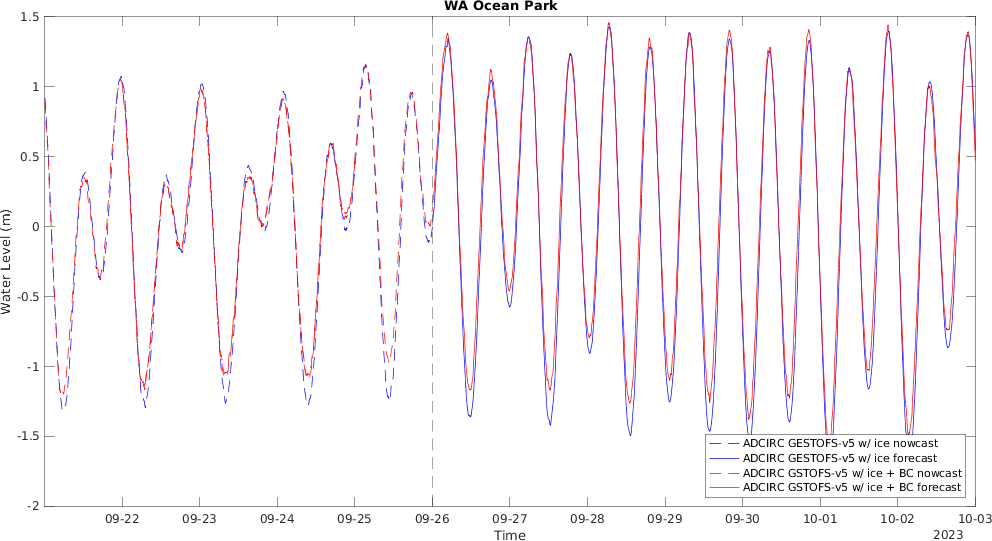 WA Ocean Park
Water Level (m)
1.5
1
0.5
0
-0.5
-1
-1.5
-2
ADCIRC GESTOFS-v5 w/ ice nowcast
ADCIRC GESTOFS-v5 w/ ice forecast
ADCIRC GSTOFS-v5 w/ ice + BC nowcast
ADCIRC GSTOFS-v5 w/ ice + BC forecast
09-22 09-23 09-24 09-25 09-26 09-27 09-28 09-29 09-30 10-01 10-02 10-03
Time
2023